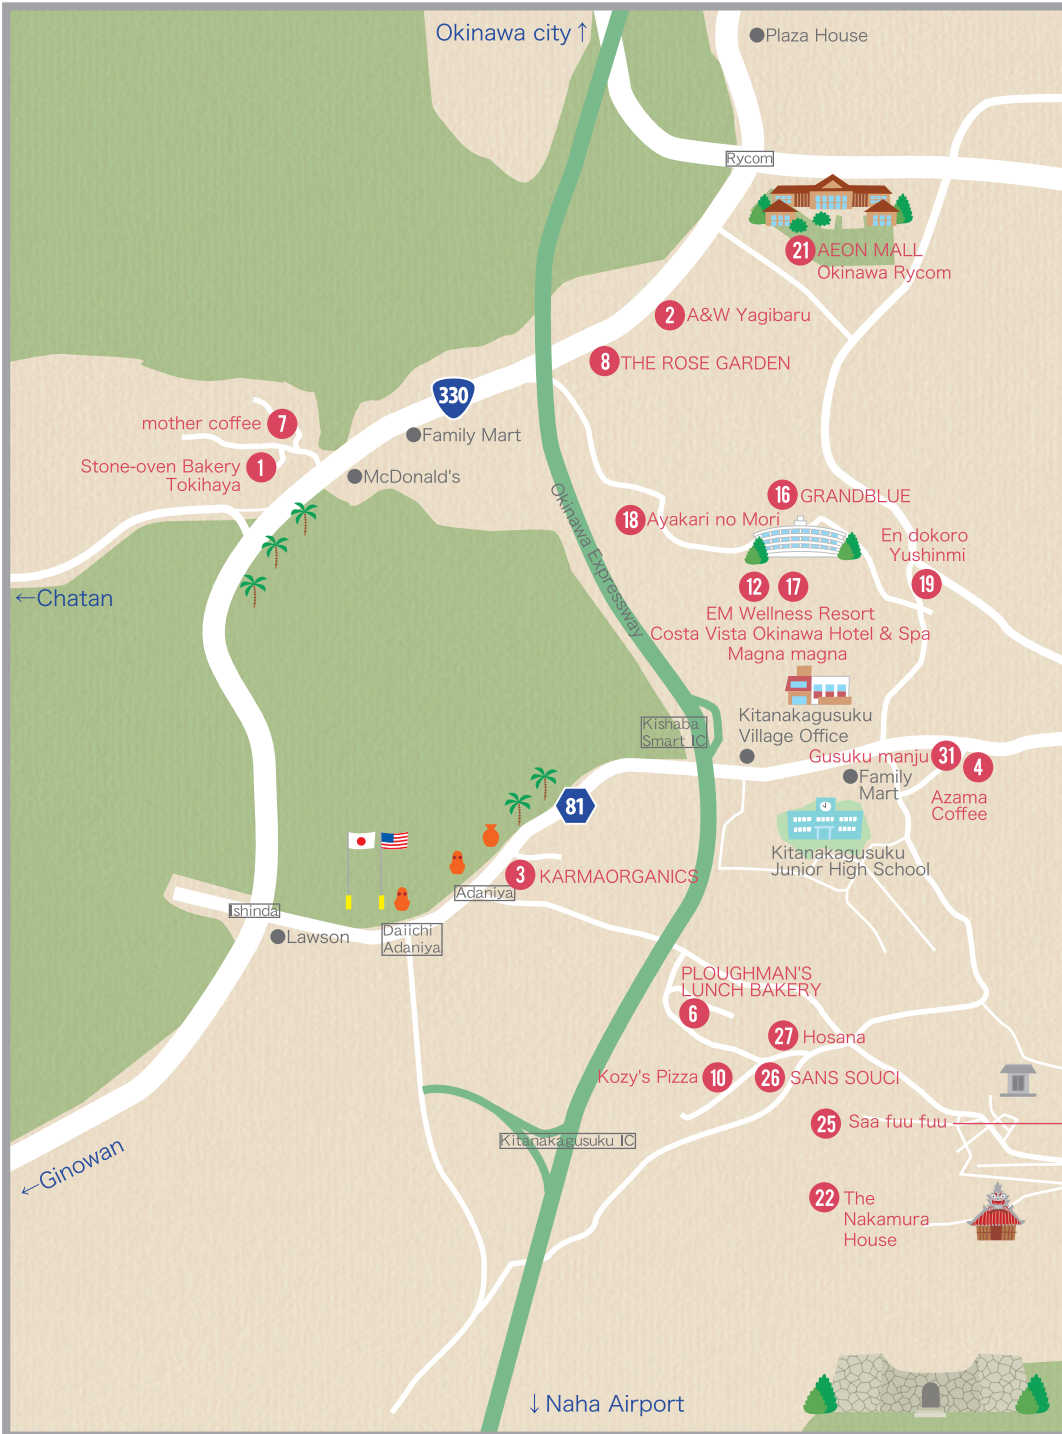 Okinawa city ↑
Plaza House
Rycom
21 AEON MALL
Okinawa Rycom
2 A&W Yagibaru
8 THE ROSE GARDEN
330
mother coffee 7
Family Mart
Stone-oven Bakery 1
Tokihaya
McDonald's
Okinawa Expressway
16 GRANDBLUE
18 Ayakari no Mori
En dokoro
Yushinmi
19
12 17
←Chatan
EM Wellness Resort
Costa Vista Okinawa Hotel & Spa
Magna magna
Kishaba
Smart IC
Kitanakagusuku
Village Office
Gusuku manju 31
4
Family
Mart
Azama
Coffee
81
Kitanakagusuku
Junior High School
3 KARMAORGANICS
Adaniya
Ishinda
Lawson
Daiichi
Adaniya
PLOUGHMAN'S
LUNCH BAKERY
6
27 Hosana
Kozy's Pizza 10
26 SANS SOUCI
25 Saa fuu fuu
Kitanakagusuku IC
←Ginowan
22 The
Nakamura
House
↓Naha Airport